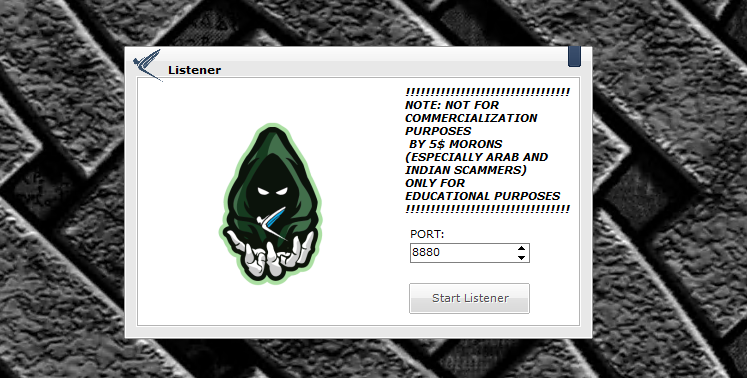 Listener
!!!!!!!!!!!!!!!!!!!!!!!!!!!!!!!!!
NOTE: NOT FOR
COMMERCIALIZATION
PURPOSES
BY 5$ MORONS
(ESPECIALLY ARAB AND
INDIAN SCAMMERS)
ONLY FOR
EDUCATIONAL PURPOSES
!!!!!!!!!!!!!!!!!!!!!!!!!!!!!!!!!
PORT:
8880
Start Listener